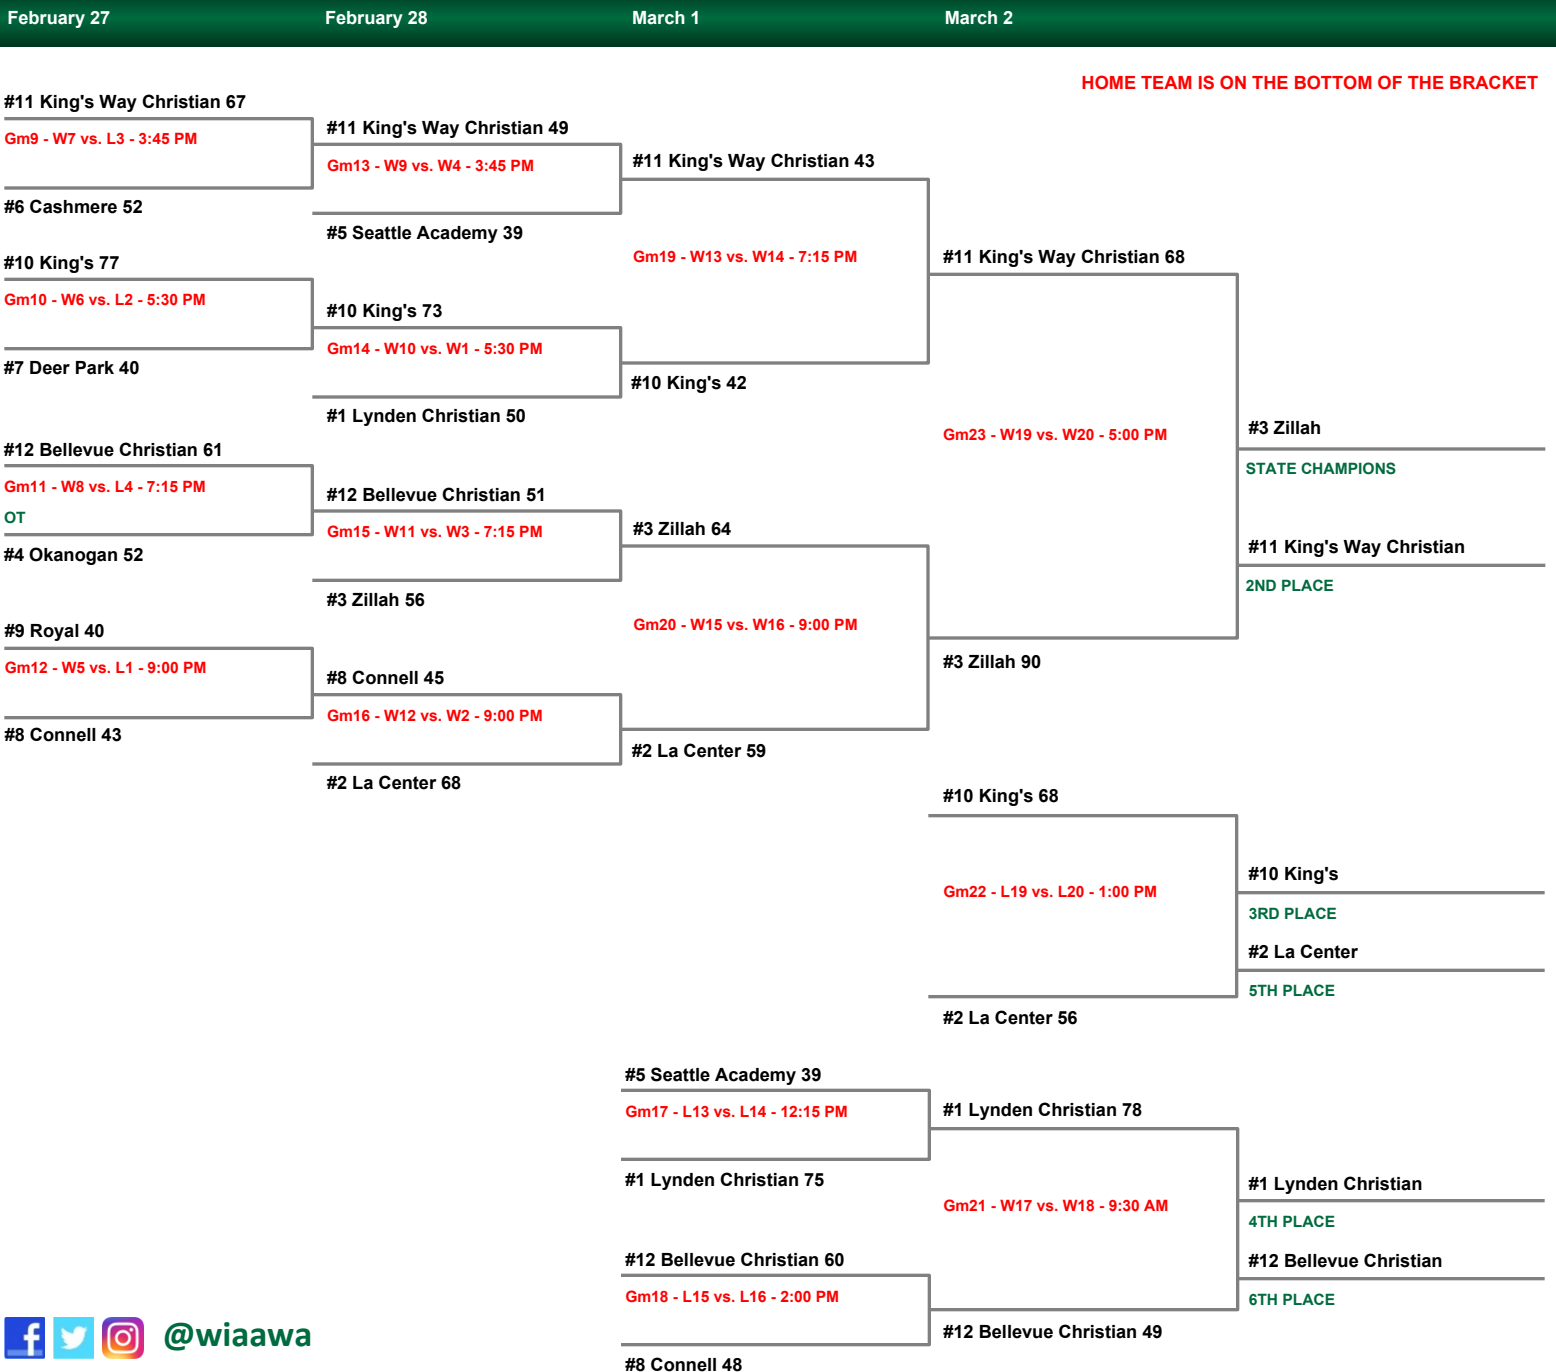 February 27
February 28
March 1
March 2
HOME TEAM IS ON THE BOTTOM OF THE BRACKET
#11 King's Way Christian 67
Gm9 - W7 vs. L3 - 3:45 PM
#6 Cashmere 52
#10 King's 77
Gm10 - W6 vs. L2 - 5:30 PM
#7 Deer Park 40
#12 Bellevue Christian 61
Gm11 - W8 vs. L4 - 7:15 PM
OT
#4 Okanogan 52
#9 Royal 40
Gm12 - W5 vs. L1 - 9:00 PM
#8 Connell 43
#11 King's Way Christian 49
Gm13 - W9 vs. W4 - 3:45 PM
#5 Seattle Academy 39
#10 King's 73
Gm14 - W10 vs. W1 - 5:30 PM
#1 Lynden Christian 50
#12 Bellevue Christian 51
Gm15 - W11 vs. W3 - 7:15 PM
#3 Zillah 56
#8 Connell 45
Gm16 - W12 vs. W2 - 9:00 PM
#2 La Center 68
#11 King's Way Christian 43
Gm19 - W13 vs. W14 - 7:15 PM
#10 King's 42
#3 Zillah 64
Gm20 - W15 vs. W16 - 9:00 PM
#2 La Center 59
#11 King's Way Christian 68
Gm23 - W19 vs. W20 - 5:00 PM
#3 Zillah 90
#3 Zillah
STATE CHAMPIONS
#11 King's Way Christian
2ND PLACE
#10 King's 68
Gm22 - L19 vs. L20 - 1:00 PM
#2 La Center 56
#10 King's
3RD PLACE
#2 La Center
5TH PLACE
#5 Seattle Academy 39
Gm17 - L13 vs. L14 - 12:15 PM
#1 Lynden Christian 75
#12 Bellevue Christian 60
Gm18 - L15 vs. L16 - 2:00 PM
#8 Connell 48
#1 Lynden Christian 78
Gm21 - W17 vs. W18 - 9:30 AM
#12 Bellevue Christian 49
#1 Lynden Christian
4TH PLACE
#12 Bellevue Christian
6TH PLACE
@wiaawa